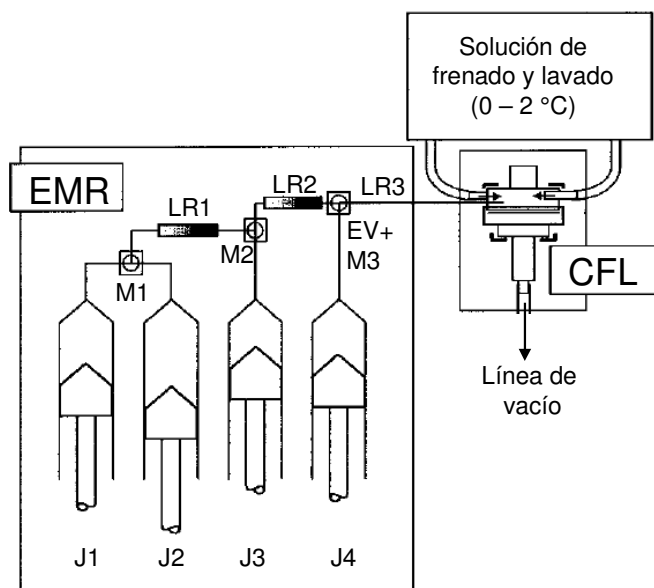 Solución de
frenado y lavado
(0 – 2 °C)
EMR
LR1
LR2
LR3
M1
M2
EV+
M3
CFL
Línea de
vacío
J1
J2
J3
J4